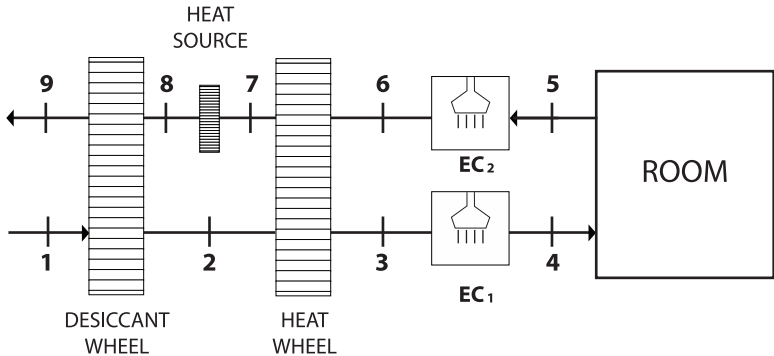 HEAT
SOURCE
9
8
7
6
5
EC2
ROOM
1
2
3
4
EC1
DESICCANT
WHEEL
HEAT
WHEEL